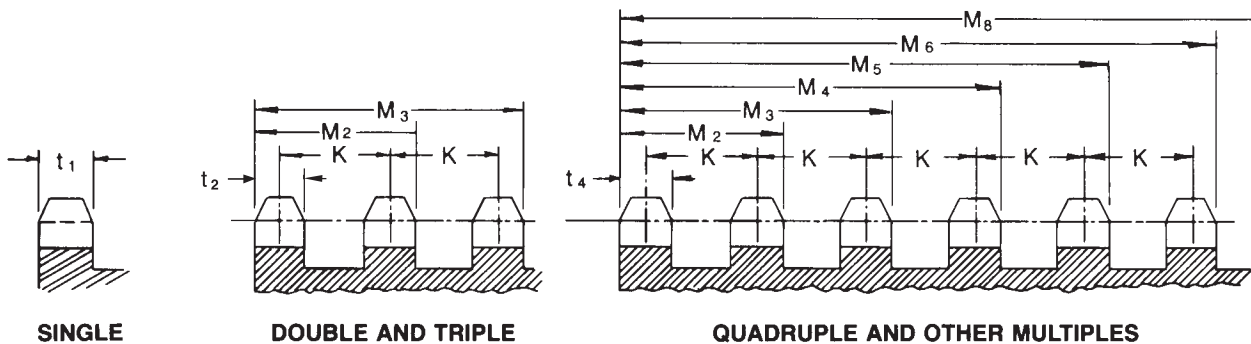 M8
M6
M5
M3
M4
M2
M3
t1
K
K
M2
K
K
K
K
K
t2
t4
SINGLE
DOUBLE AND TRIPLE
QUADRUPLE AND OTHER MULTIPLES